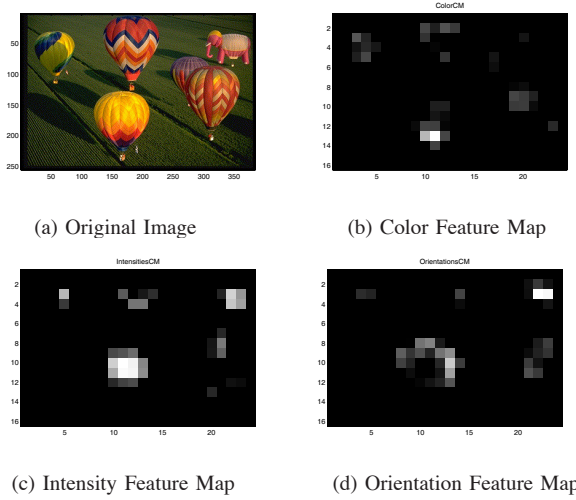 ColorCM
50
100
150
200
250
50 100 150 200 250 300 350
2
4
6
8
10
12
14
16
5 10 15 20
(a) Original Image
(b) Color Feature Map
IntensitiesCM
2
4
6
8
10
12
14
16
5 10 15 20
OrientationsCM
2
4
6
8
10
12
14
16
5 10 15 20
(c) Intensity Feature Map
(d) Orientation Feature Map